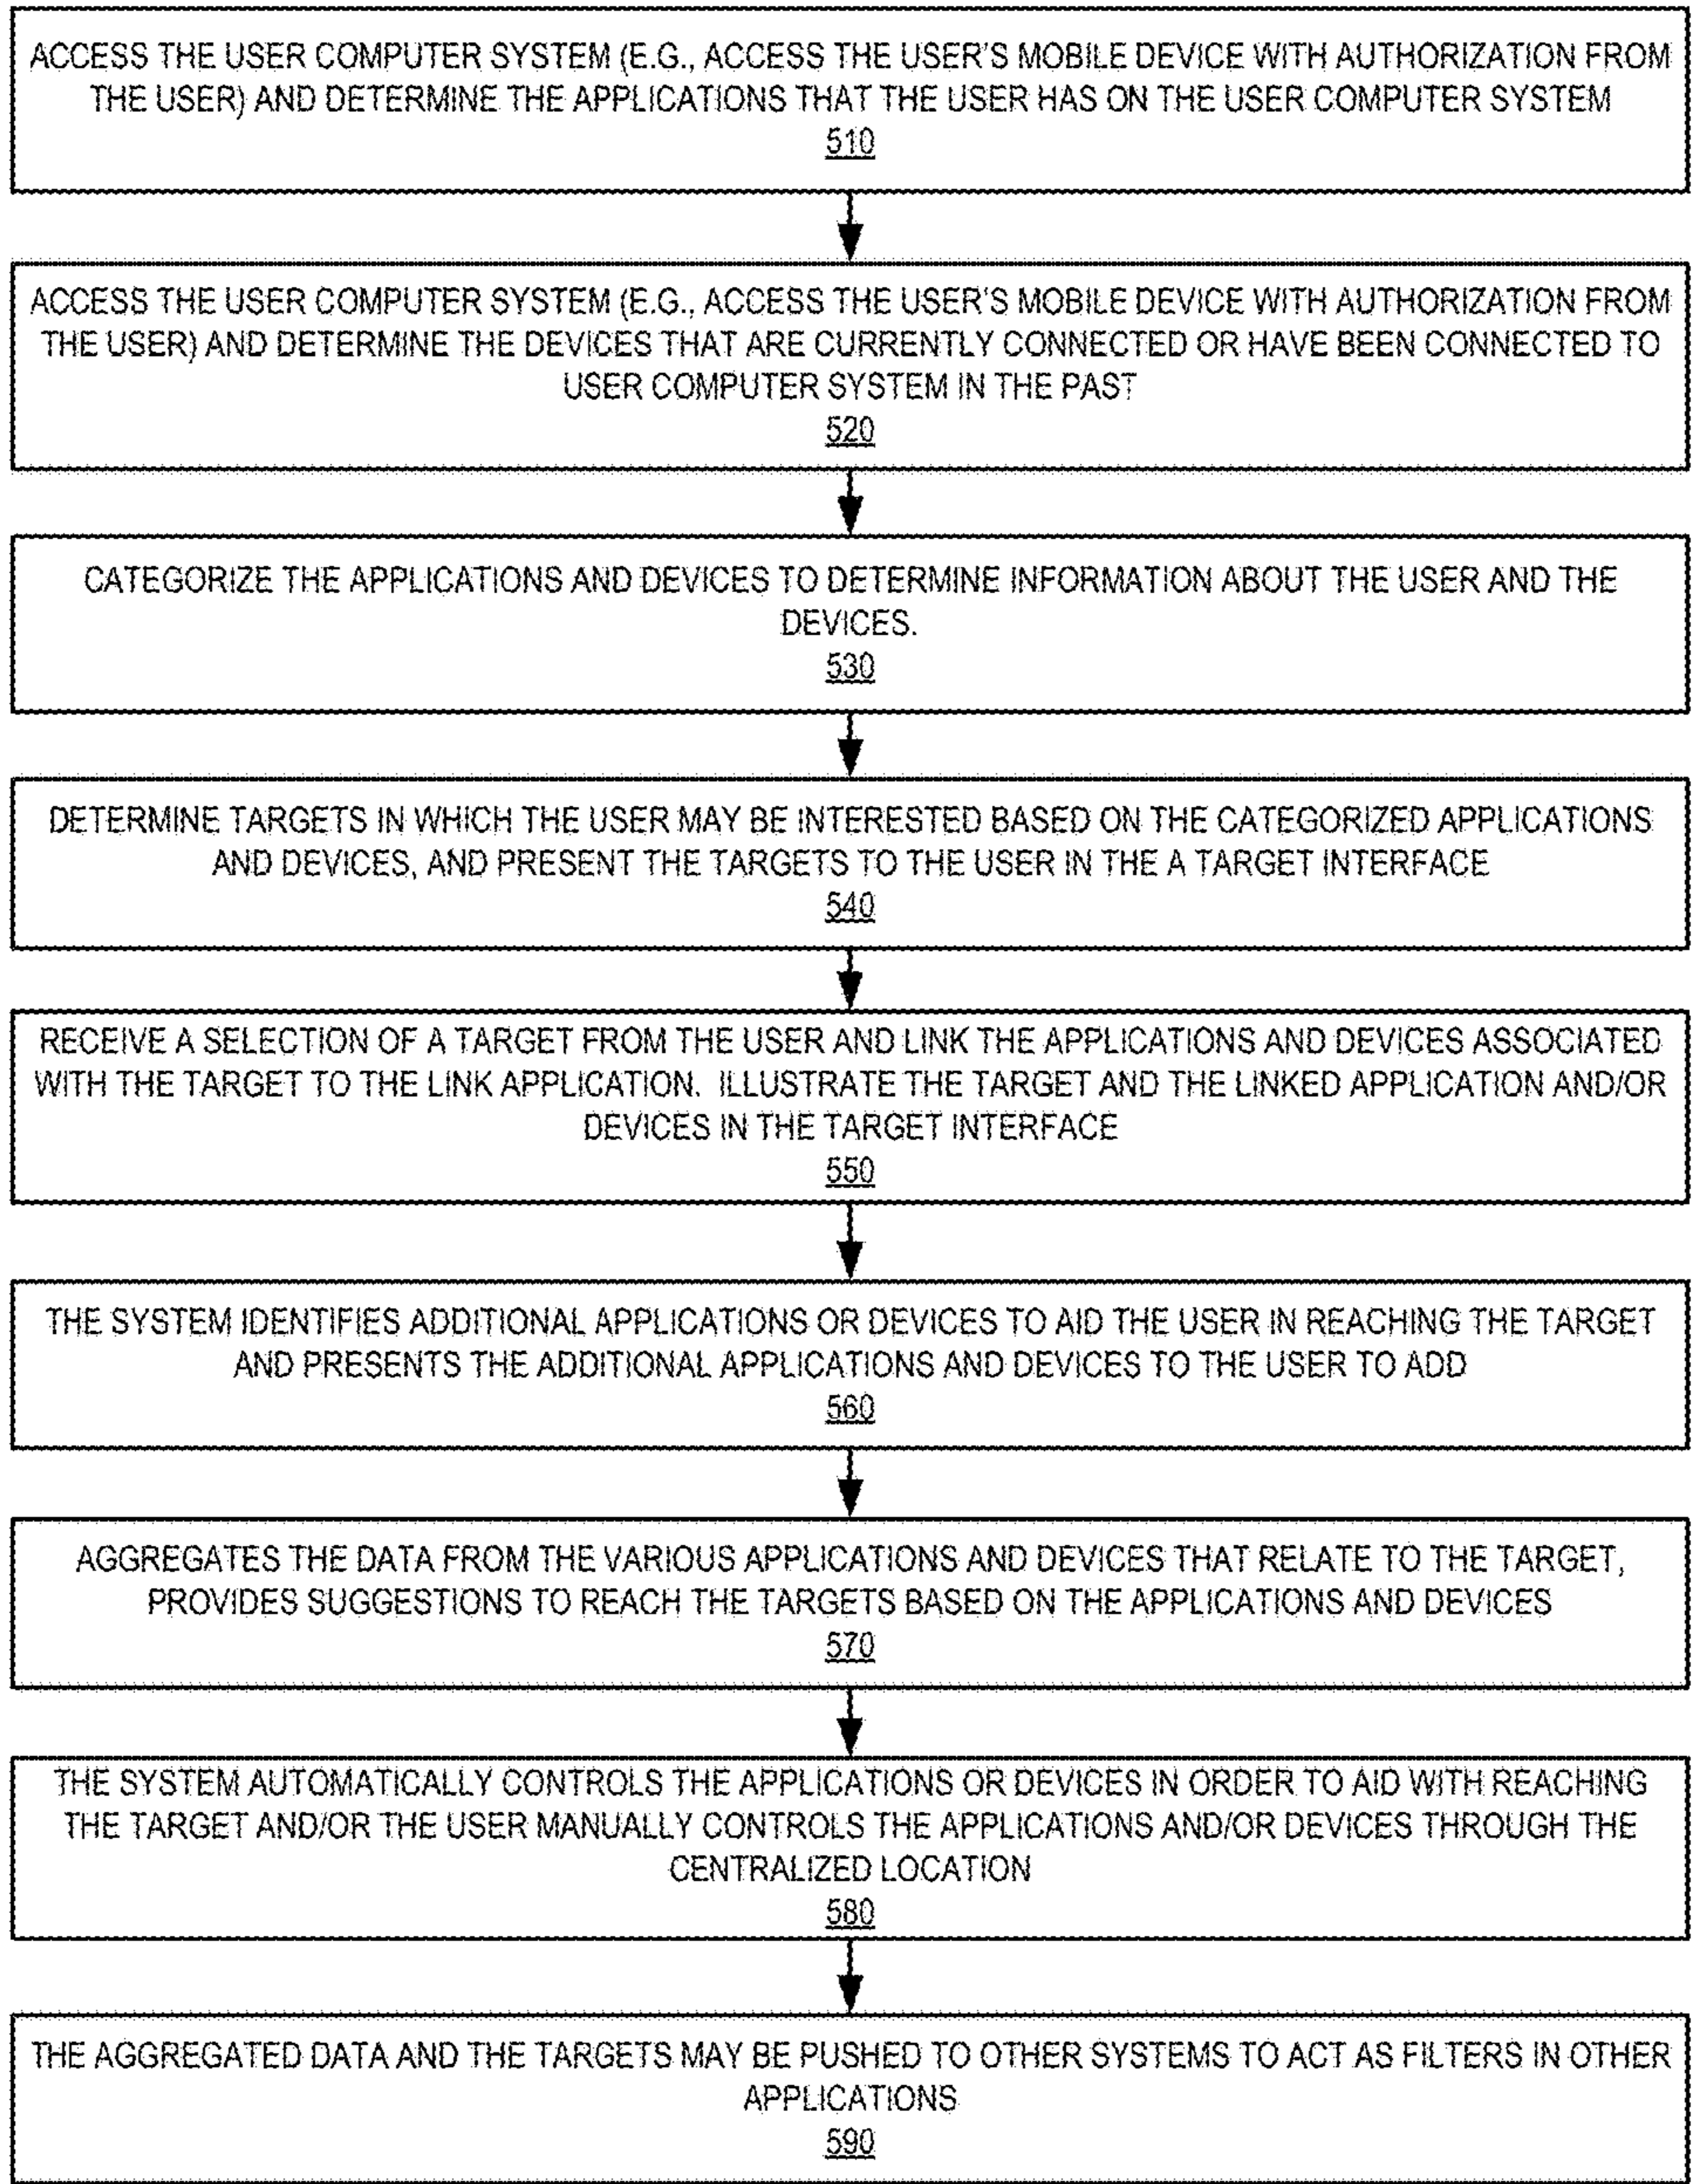 ACCESS THE USER COMPUTER SYSTEM (E.G., ACCESS THE USER'S MOBILE DEVICE WITH AUTHORIZATION FROM
THE USER) AND DETERMINE THE APPLICATIONS THAT THE USER HAS ON THE USER COMPUTER SYSTEM
510
ACCESS THE USER COMPUTER SYSTEM (E.G., ACCESS THE USER'S MOBILE DEVICE WITH AUTHORIZATION FROM
THE USER) AND DETERMINE THE DEVICES THAT ARE CURRENTLY CONNECTED OR HAVE BEEN CONNECTED TO
USER COMPUTER SYSTEM IN THE PAST
520
CATEGORIZE THE APPLICATIONS AND DEVICES TO DETERMINE INFORMATION ABOUT THE USER AND THE
DEVICES.
530
DETERMINE TARGETS IN WHICH THE USER MAY BE INTERESTED BASED ON THE CATEGORIZED APPLICATIONS
AND DEVICES, AND PRESENT THE TARGETS TO THE USER IN THE A TARGET INTERFACE
540
RECEIVE A SELECTION OF A TARGET FROM THE USER AND LINK THE APPLICATIONS AND DEVICES ASSOCIATED
WITH THE TARGET TO THE LINK APPLICATION. ILLUSTRATE THE TARGET AND THE LINKED APPLICATION AND/OR
DEVICES IN THE TARGET INTERFACE
550
THE SYSTEM IDENTIFIES ADDITIONAL APPLICATIONS OR DEVICES TO AID THE USER IN REACHING THE TARGET
AND PRESENTS THE ADDITIONAL APPLICATIONS AND DEVICES TO THE USER TO ADD
560
AGGREGATES THE DATA FROM THE VARIOUS APPLICATIONS AND DEVICES THAT RELATE TO THE TARGET,
PROVIDES SUGGESTIONS TO REACH THE TARGETS BASED ON THE APPLICATIONS AND DEVICES
570
THE SYSTEM AUTOMATICALLY CONTROLS THE APPLICATIONS OR DEVICES IN ORDER TO AID WITH REACHING
THE TARGET AND/OR THE USER MANUALLY CONTROLS THE APPLICATIONS AND/OR DEVICES THROUGH THE
CENTRALIZED LOCATION
580
THE AGGREGATED DATA AND THE TARGETS MAY BE PUSHED TO OTHER SYSTEMS TO ACT AS FILTERS IN OTHER
APPLICATIONS
590